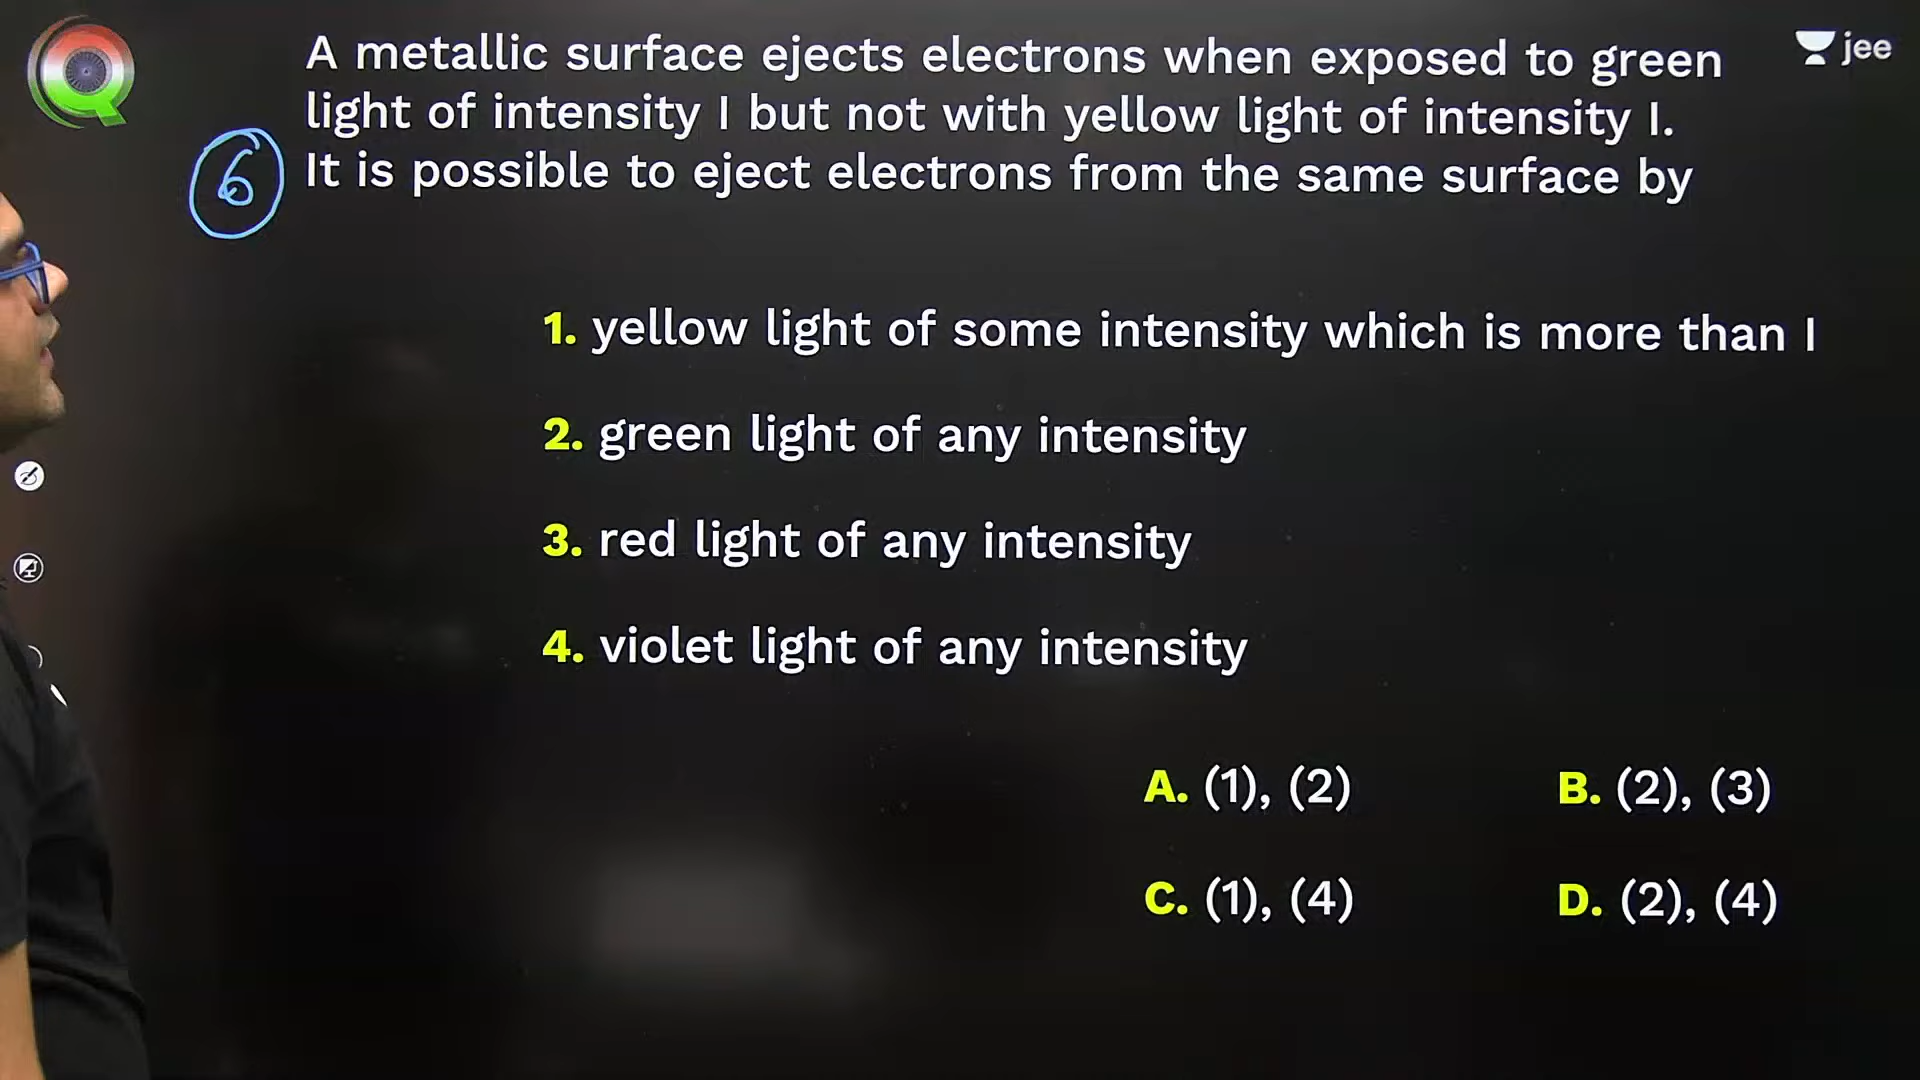 A metallic surface ejects electrons when exposed to green
light of intensity I but not with yellow light of intensity I.
It is possible to eject electrons from the same surface by
6
jee
1. yellow light of some intensity which is more than I
2. green light of any intensity
3. red light of any intensity
4. violet light of any intensity
A. (1), (2)
B. (2), (3)
C. (1), (4)
D. (2), (4)